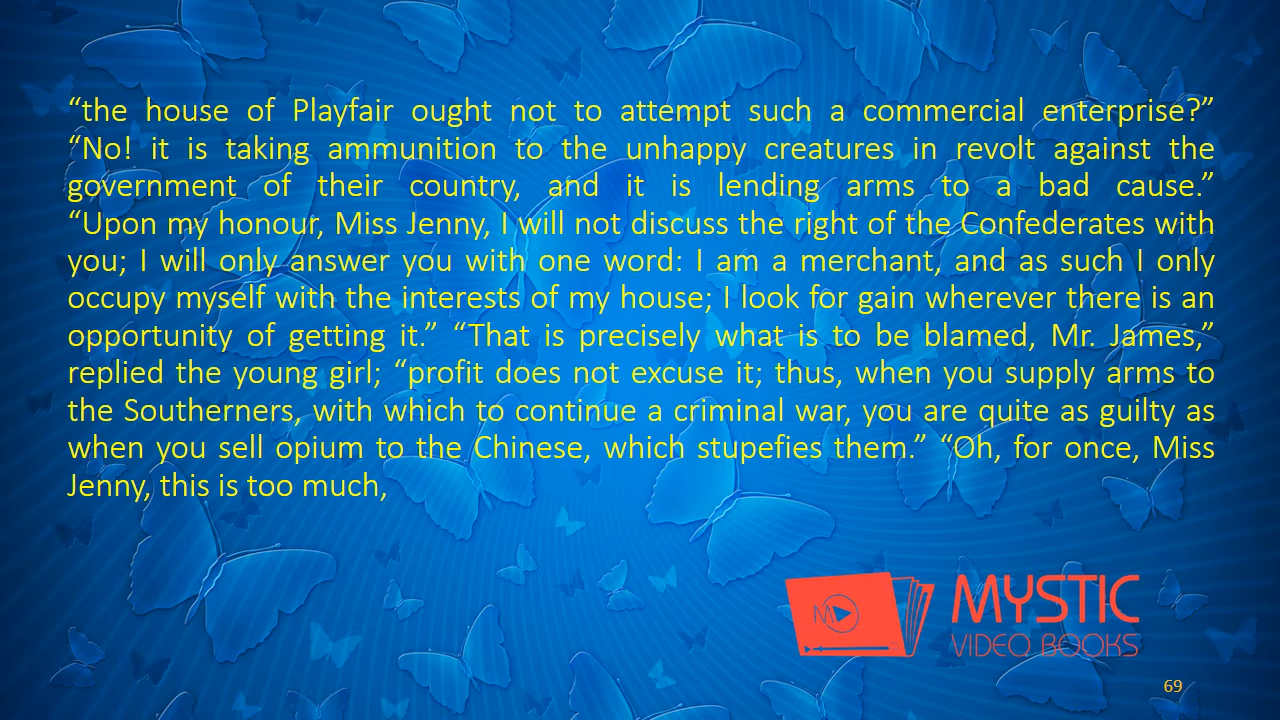 “the house of Playfair ought not to attempt such a commercial enterprise?”
“No! it is taking ammunition to the unhappy creatures in revolt against the
government of their country, and it is lending arms to a bad cause.”
“Upon my honour, Miss Jenny, I will not discuss the right of the Confederates with
you; I will only answer you with one word: I am a merchant, and as such I only
occupy myself with the interests of my house; I look for gain wherever there is an
opportunity of getting it.” “That is precisely what is to be blamed, Mr. James,”
replied the young girl; “profit does not excuse it; thus, when you supply arms to
the Southerners, with which to continue a criminal war, you are quite as guilty as
when you sell opium to the Chinese, which stupefies them.” “Oh, for once, Miss
Jenny, this is too much,
MYSTIC
VIDEO BOOKS
69